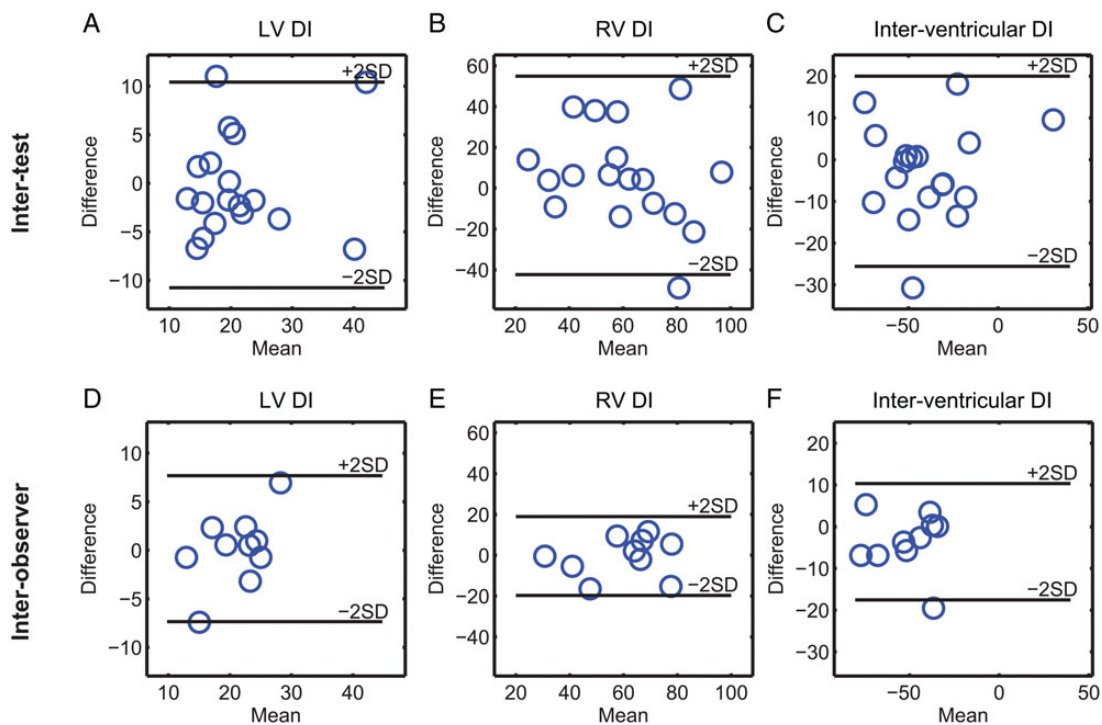 A
LV DI
B
RV DI
C
Inter-ventricular DI
Inter-test
Difference
10
5
0
−5
−10
+2SD
−2SD
10
20
30
40
Mean
Difference
60
40
20
0
−20
−40
+2SD
−2SD
20
40
60
80
100
Mean
Difference
20
10
0
−10
−20
−30
+2SD
−2SD
−50
0
50
Mean
D
LV DI
E
RV DI
F
Inter-ventricular DI
Inter-observer
Difference
10
5
0
−5
−10
+2SD
−2SD
10
20
30
40
Mean
Difference
60
40
20
0
−20
−40
+2SD
−2SD
20
40
60
80
100
Mean
Difference
20
10
0
−10
−20
−30
+2SD
−2SD
−50
0
50
Mean